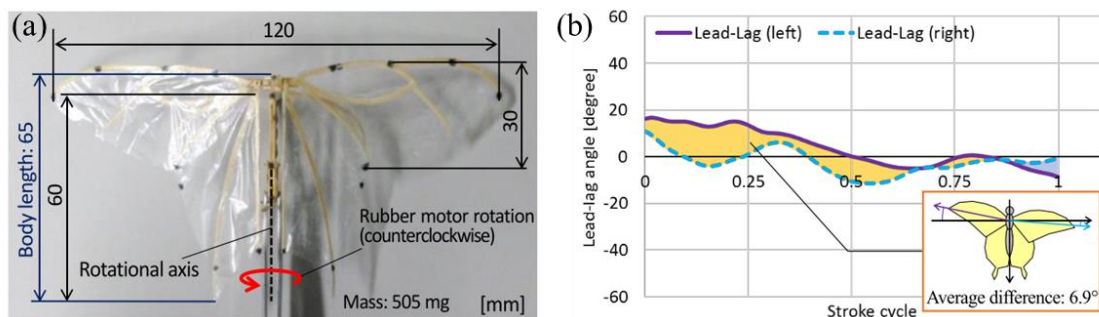 (a)
120
Body length: 65
60
30
Rubber motor rotation
(counterclockwise)
Rotational axis
Mass: 505 mg
[mm]
(b)
Lead-Lag (left)
Lead-Lag (right)
Lead-lag angle [degree]
60
40
20
0
-20
-40
-60
0
0.25
0.5
0.75
1
Stroke cycle
Average difference: 6.9°